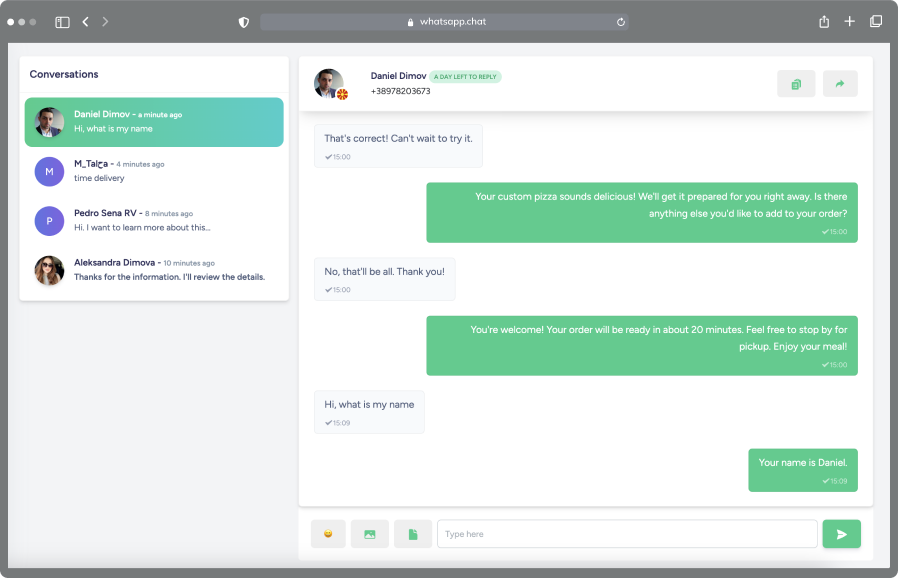 whatsapp.chat
Conversations
Daniel Dimov - a minute ago
Hi, what is my name
M
4 minutes ago
time delivery
P
Pedro Sena RV - 8 minutes ago
Hi. I want to learn more about this...
Aleksandra Dimova - 10 minutes ago
Thanks for the information. I'll review the details.
Daniel Dimov A DAY LEFT TO REPLY
+38978203673
That's correct! Can't wait to try it.
15:00
Your custom pizza sounds delicious! We'll get it prepared for you right away. Is there
anything else you'd like to add to your order?
15:00
No, that'll be all. Thank you!
15:00
You're welcome! Your order will be ready in about 20 minutes. Feel free to stop by for
pickup. Enjoy your meal!
15:00
Hi, what is my name
15:09
Your name is Daniel.
15:09
Type here